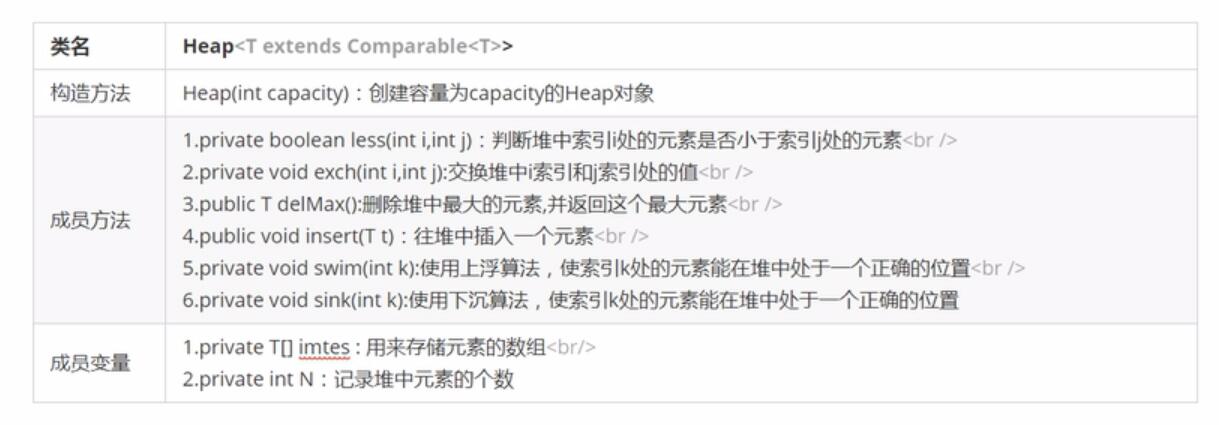 类名 Heap<T extends Comparable<T>>
构造方法 Heap(int capacity)：创建容量为capacity的Heap对象
1.private boolean less(int i,int j)：判断堆中索引i处的元素是否小于索引j处的元素<br />
2.private void exch(int i,int j):交换堆中i索引和j索引处的值<br />
3.public T delMax():删除堆中最大的元素,并返回这个最大元素<br />
成员方法
4.public void insert(T t)：往堆中插入一个元素<br />
5.private void swim(int k):使用上浮算法，使索引k处的元素能在堆中处于一个正确的位置<br />
6.private void sink(int k):使用下沉算法，使索引k处的元素能在堆中处于一个正确的位置
成员变量
1.private T[] imtes : 用来存储元素的数组<br/>
2.private int N：记录堆中元素的个数